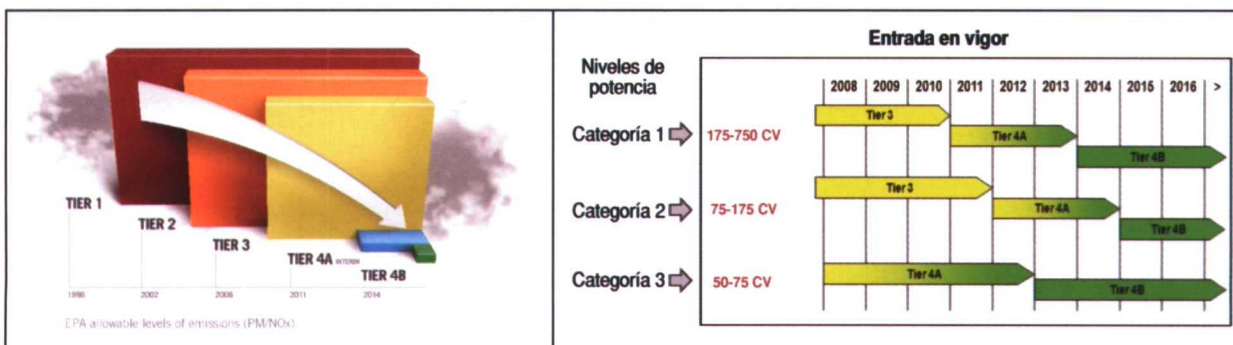 TIER 1
TIER 2
TIER 3
TIER 4A INTERIM
TIER 4B
1996
2002
2006
2011
2014
EPA allowable levels of emissions (PM/NOx).
Entrada en vigor
Niveles de
potencia
2008 2009 2010 2011 2012 2013 2014 2015 2016 >
Tier 3
Categoría 1
175-750 CV
Tier 4A
Tier 4B
Tier 3
Categoría 2
75-175 CV
Tier 4A
Tier 4B
Categoría 3
50-75 CV
Tier 4A
Tier 4B